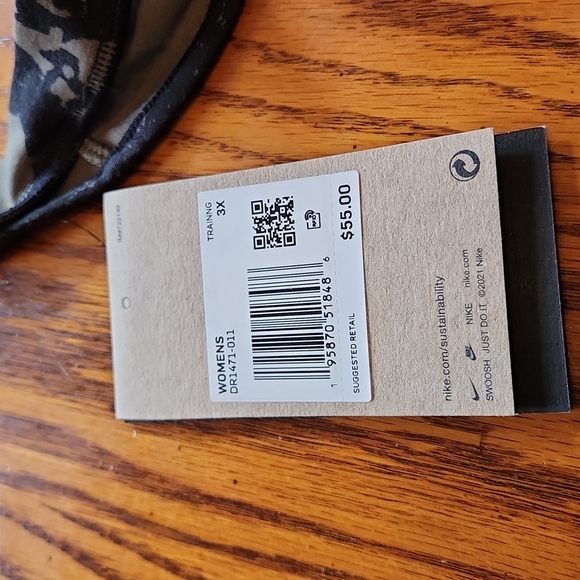 WOMENS
TRAINNG
DR1471-011
3X
1 95870 51848 6
SUGGESTED RETAIL
$55.00
nike.com/sustainability
NIKE nike.com
SWOOSH JUST DO IT ©2021 Nike